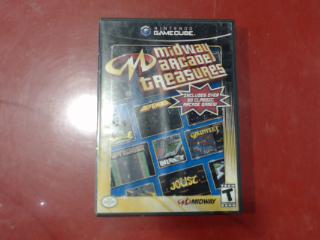 NINTENDO
GAMECUBE
midway
arcade
treasures
INCLUDES OVER
20 CLASSIC
ARCADE GAMES!
DEFENDER
GAUNTLET
JOUST
MIDWAY
T